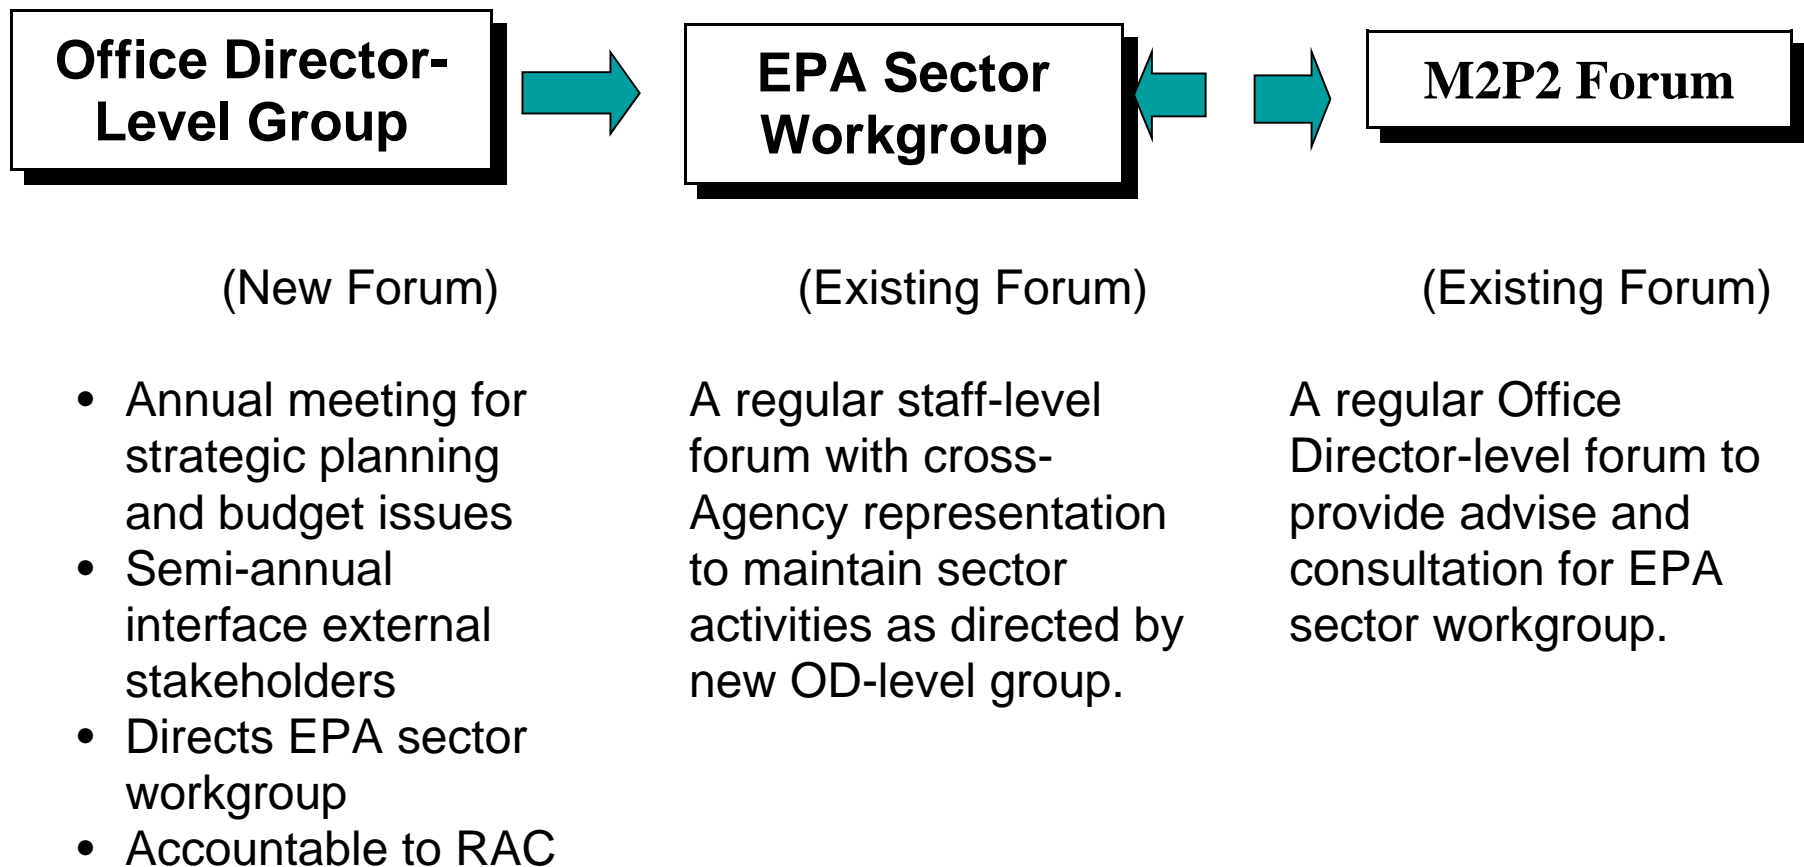 Office Director-
Level Group
EPA Sector
Workgroup
M2P2 Forum
(New Forum)
(Existing Forum)
(Existing Forum)
• Annual meeting for
strategic planning
and budget issues
• Semi-annual
interface external
stakeholders
• Directs EPA sector
workgroup
• Accountable to RAC
A regular staff-level
forum with cross-
Agency representation
to maintain sector
activities as directed by
new OD-level group.
A regular Office
Director-level forum to
provide advise and
consultation for EPA
sector workgroup.